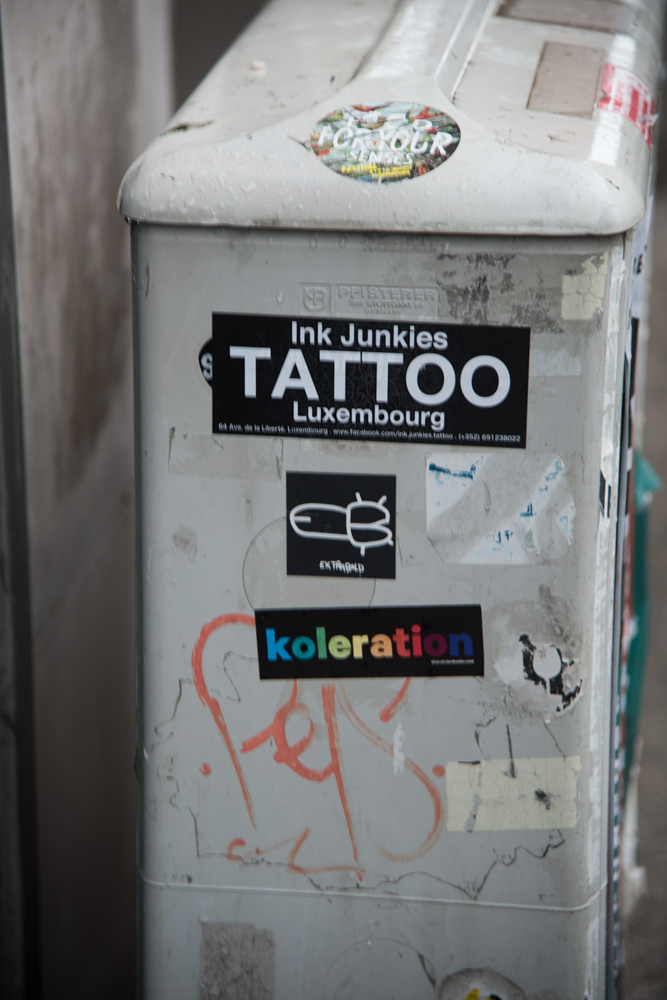 FOR YOUR
SENSES
PFISTERER
Ink Junkies
TATTOO
Luxembourg
64 Ave. de la Liberté, Luxembourg . www.facebook.com/ink.junkies.tattoo . (+352) 691238022
EXTRABOLD
koleration